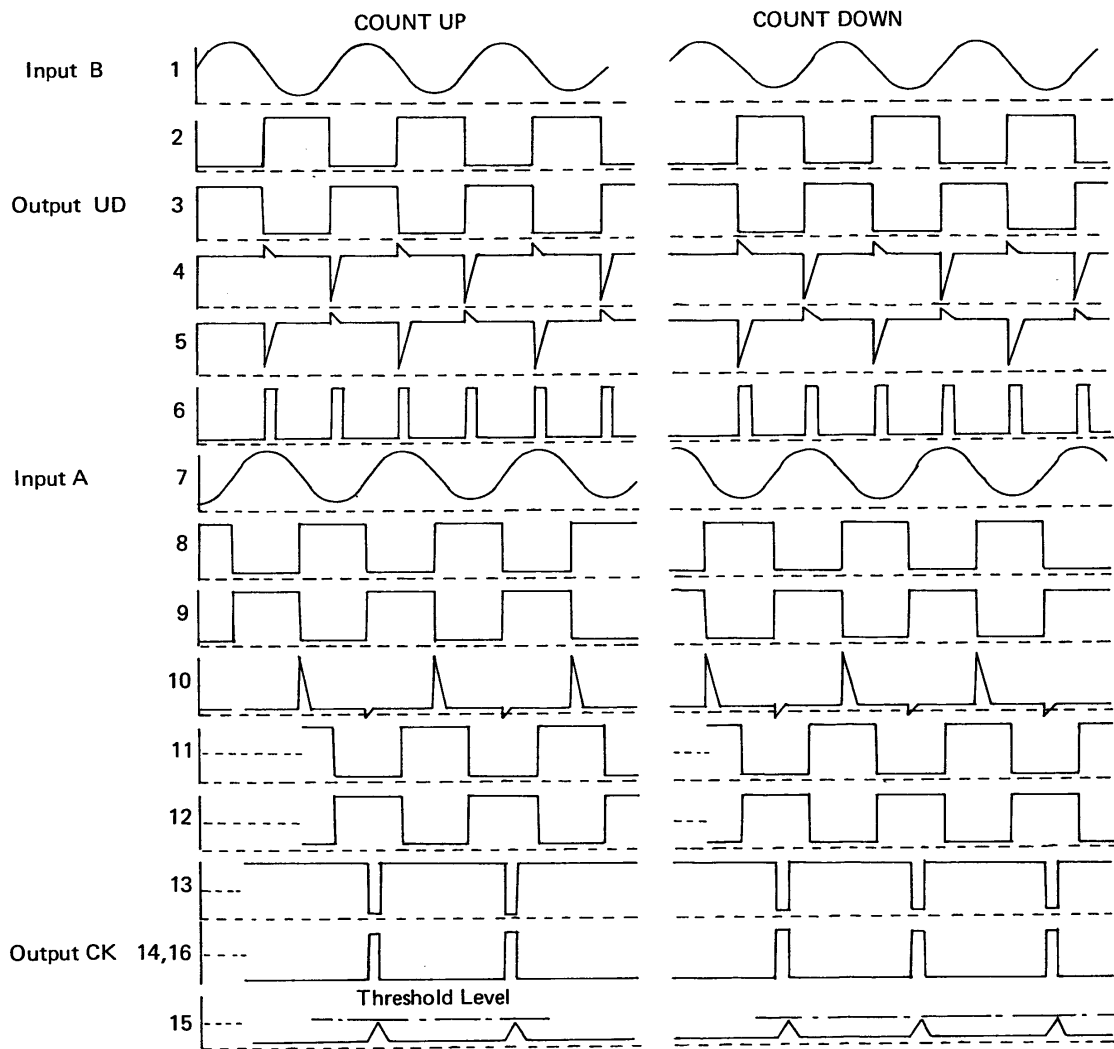 COUNT UP COUNT DOWN
Input B 1
2
Output UD 3
4
5
6
Input A 7
8
9
10
11
12
13
Output CK 14,16
Threshold Level
15